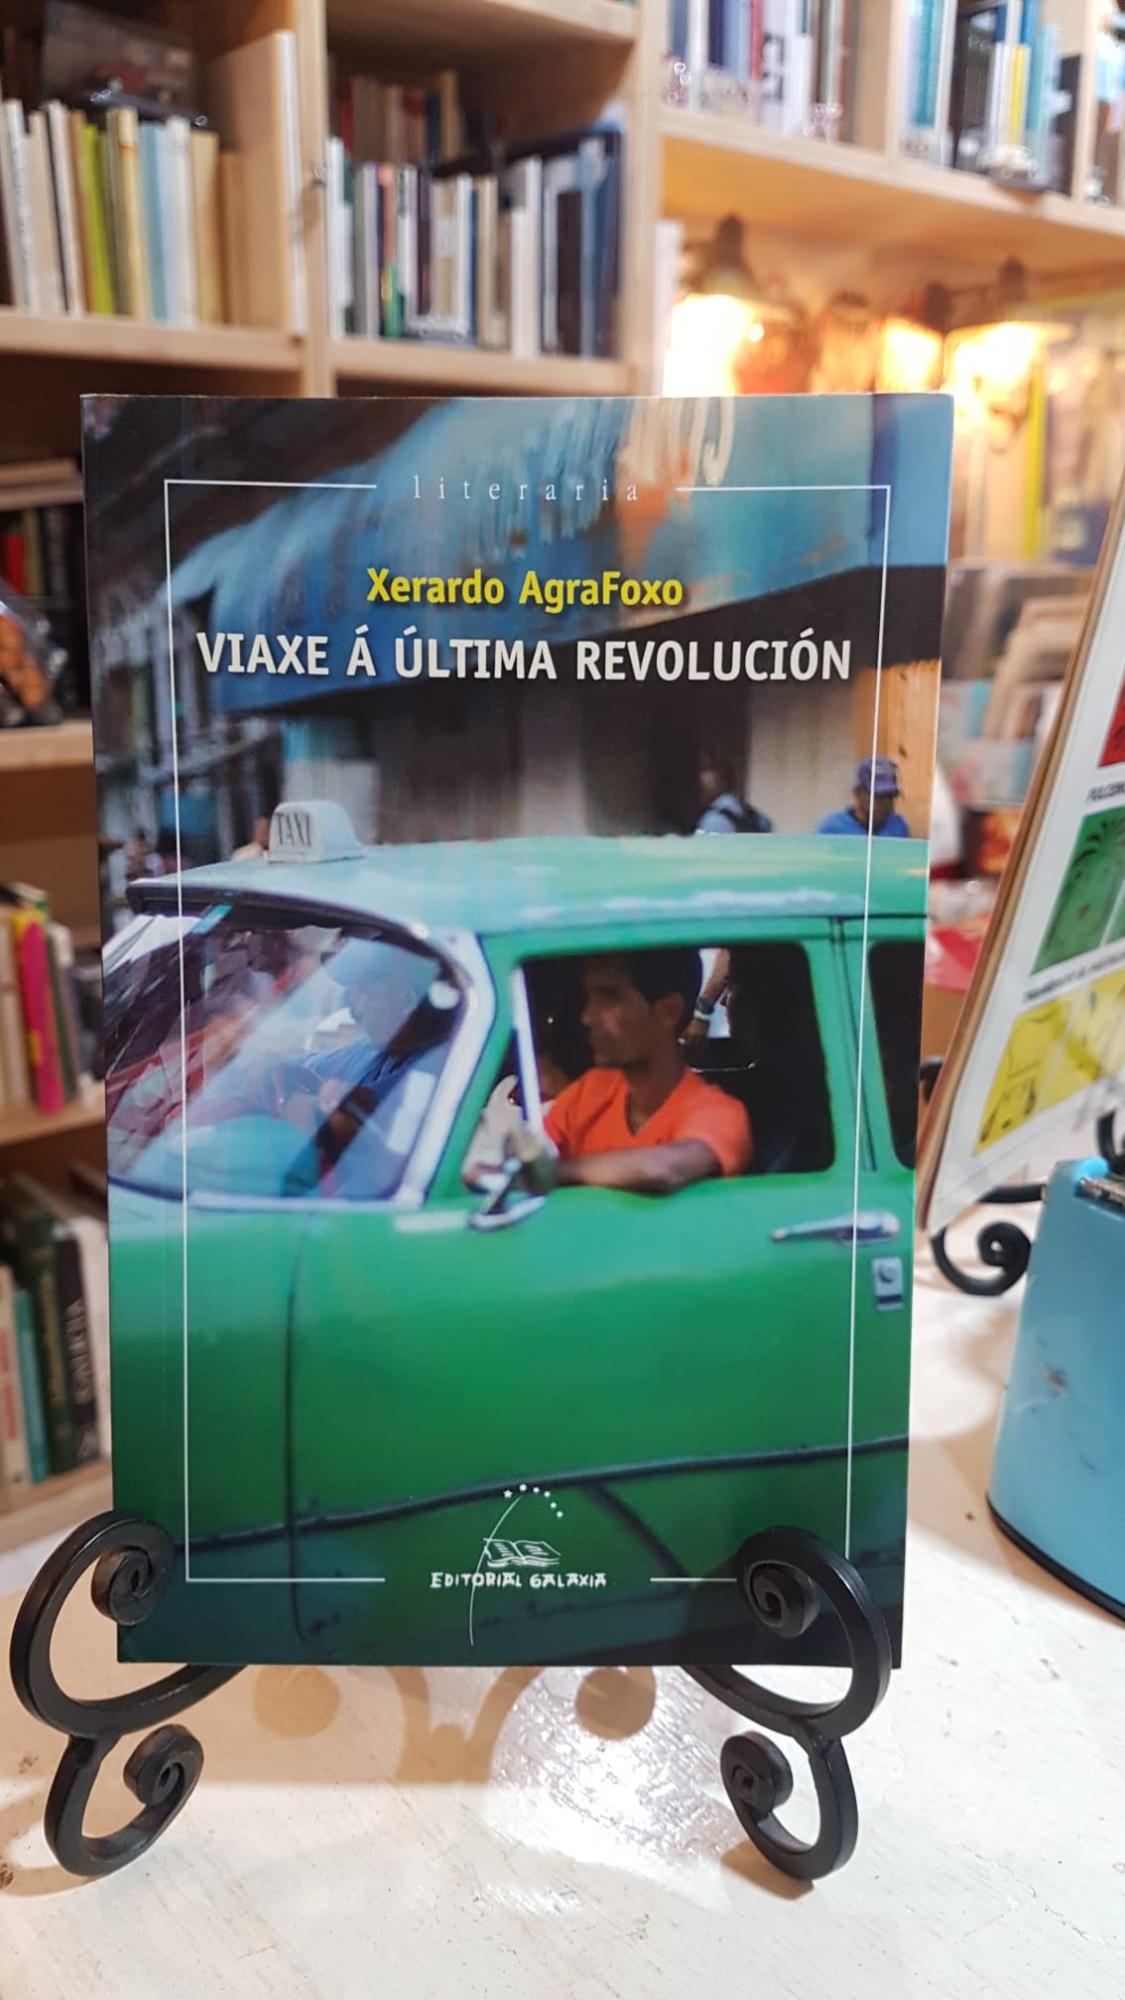 literaria
Xerardo AgraFoxo
VIAXE Á ÚLTIMA REVOLUCIÓN
TAXI
EDITORIAL GALAXIA